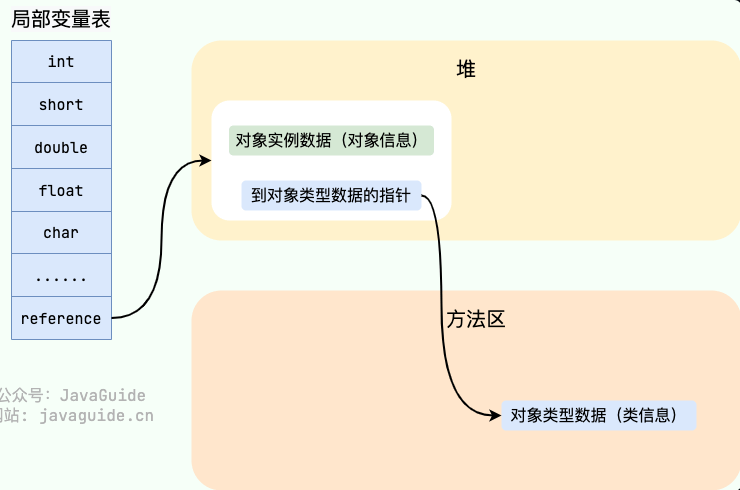 局部变量表
int
short
double
float
char
......
reference
堆
对象实例数据（对象信息）
到对象类型数据的指针
方法区
对象类型数据（类信息）
公众号：JavaGuide
网站: javaguide.cn